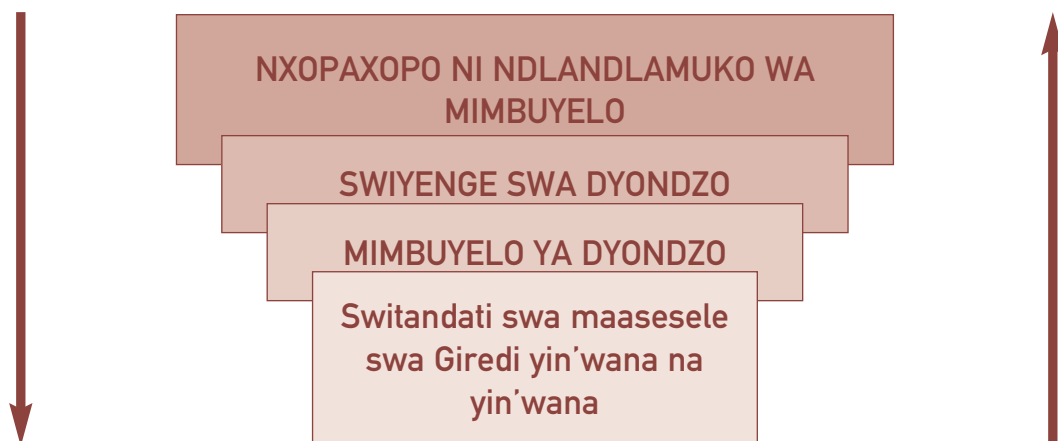 NXOPAXOPO NI NDLANDLAMUKO WA
MIMBUYELO
SWIYENGE SWA DYONDZO
MIMBUYELO YA DYONDZO
Switandati swa maasesele
swa Giredi yin’wana na
yin’wana